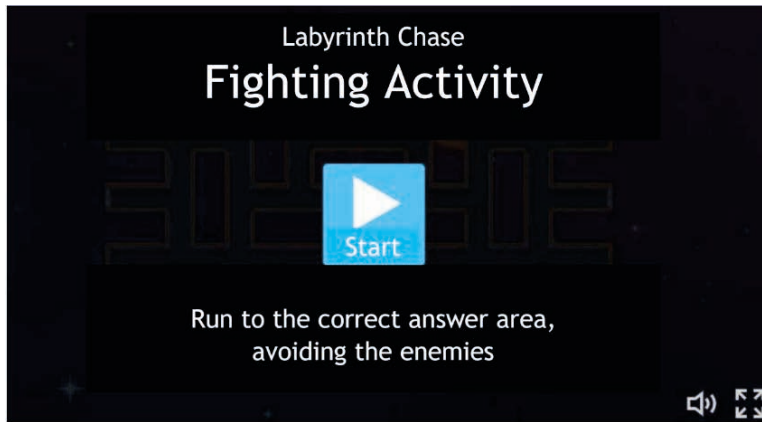 Labyrinth Chase
Fighting Activity
Start
Run to the correct answer area,
avoiding the enemies